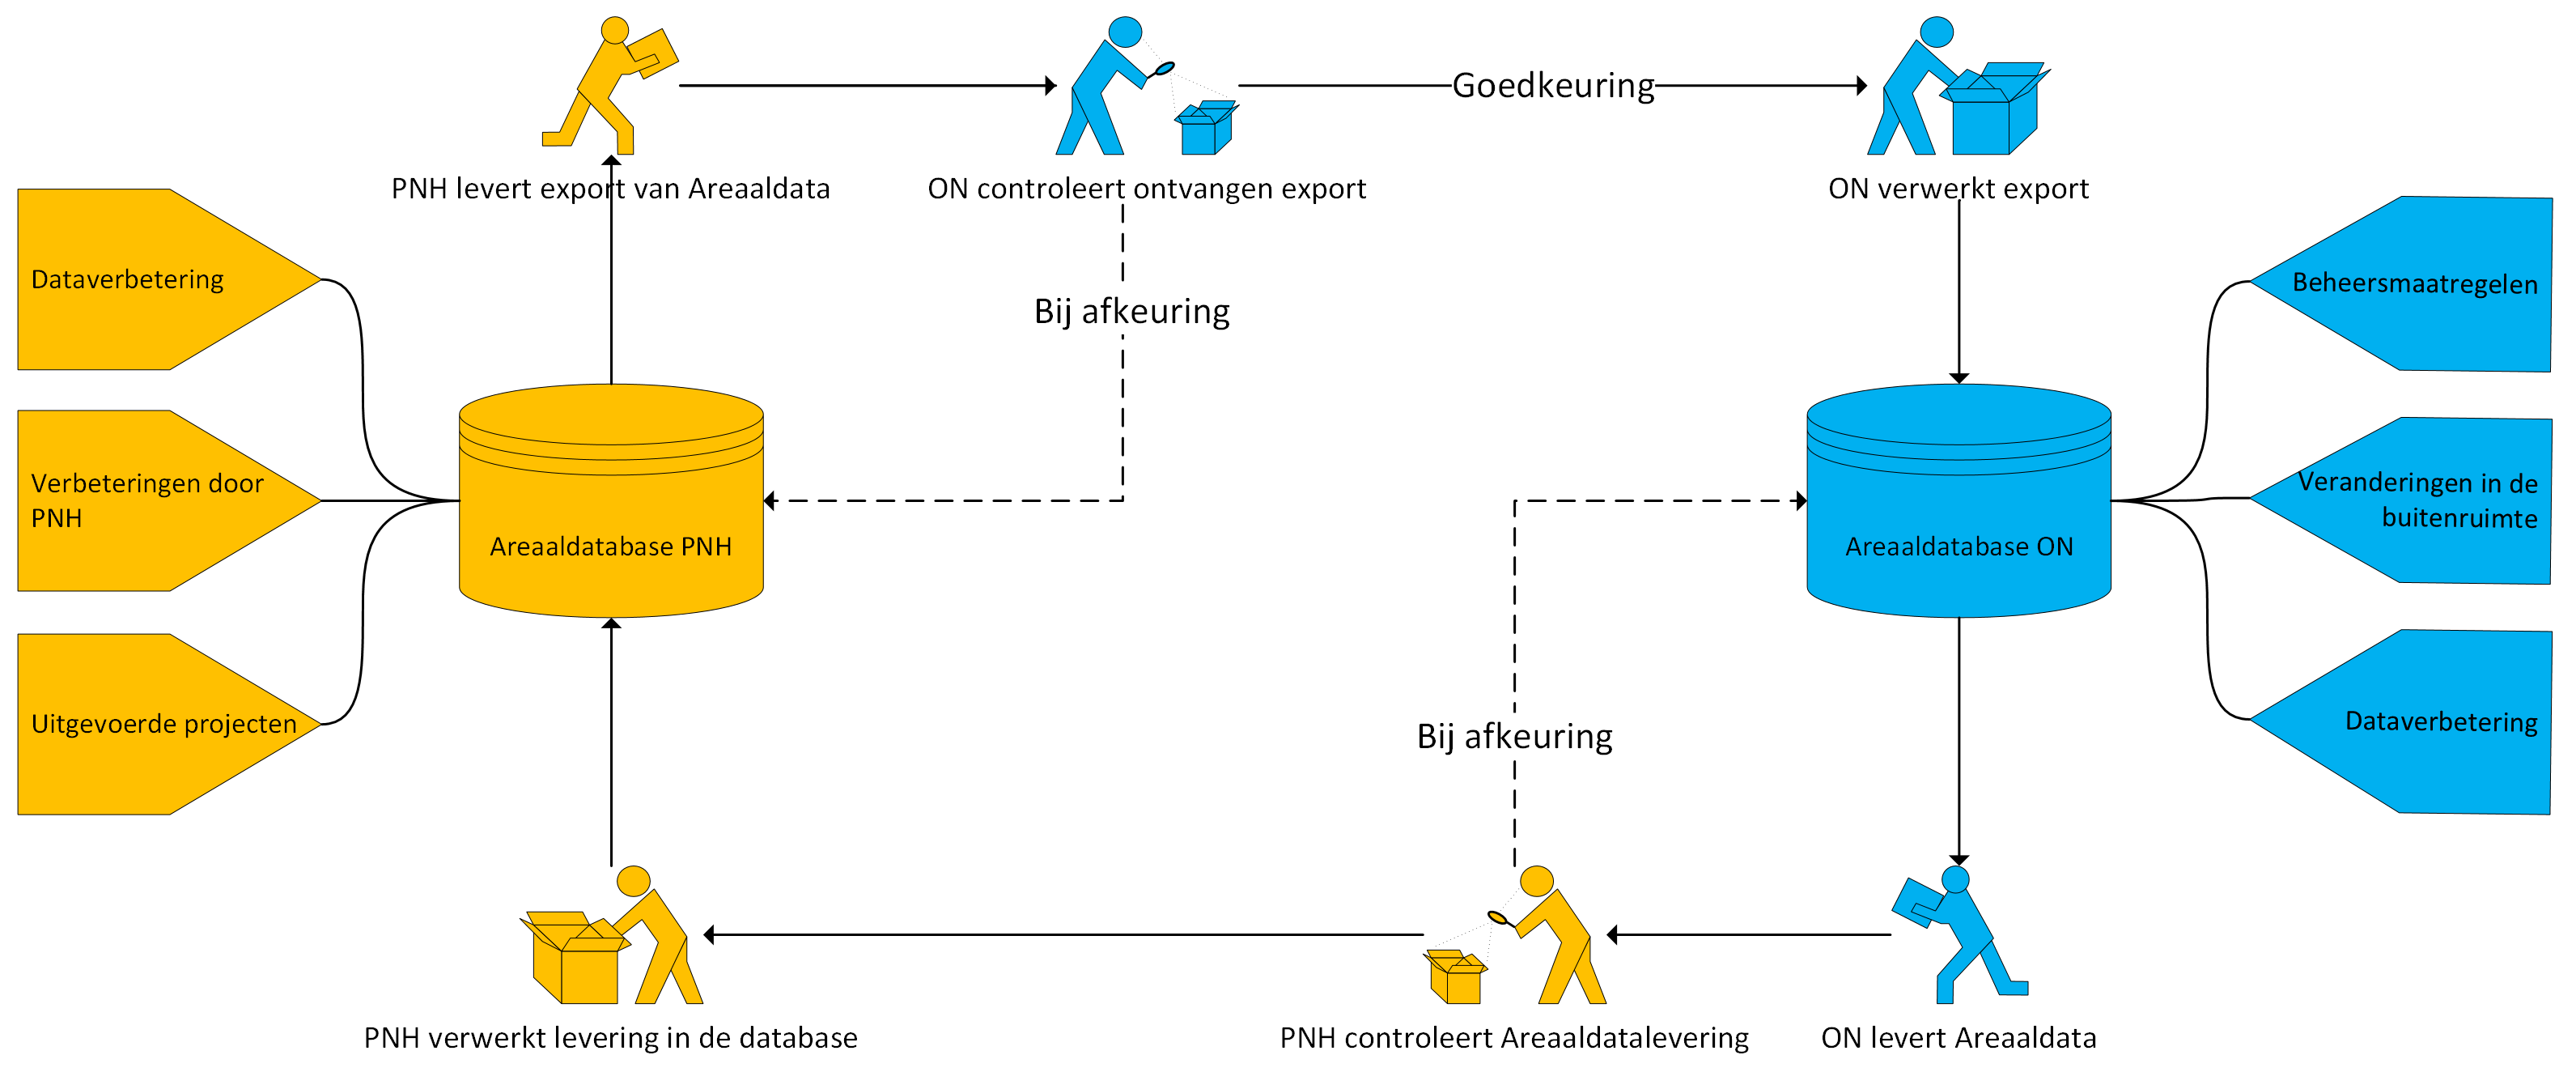 Goedkeuring
PNH levert export van Areaaldata
ON controleert ontvangen export
ON verwerkt export
Dataverbetering
Beheersmaatregelen
Bij afkeuring
Verbeteringen door
PNH
Veranderingen in de
buitenruimte
Areaaldatabase PNH
Areaaldatabase ON
Uitgevoerde projecten
Dataverbetering
Bij afkeuring
PNH verwerkt levering in de database
PNH controleert Areaaldatalevering
ON levert Areaaldata